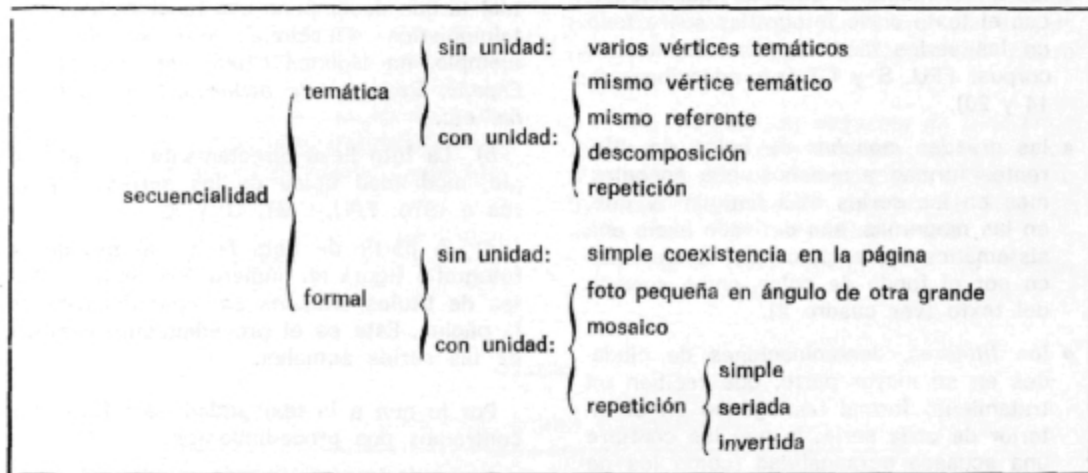 sin unidad: varios vértices temáticos
temática
mismo vértice temático
mismo referente
con unidad:
descomposición
repetición
secuencialidad
sin unidad: simple coexistencia en la página
formal
foto pequeña en ángulo de otra grande
mosaico
con unidad:
simple
repetición
seriada
invertida